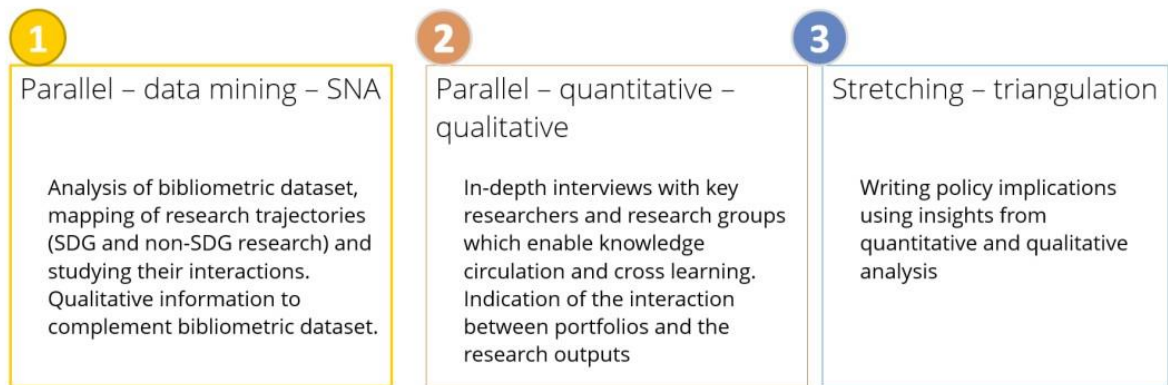 1
Parallel – data mining – SNA
Analysis of bibliometric dataset,
mapping of research trajectories
(SDG and non-SDG research) and
studying their interactions.
Qualitative information to
complement bibliometric dataset.
2
Parallel – quantitative –
qualitative
In-depth interviews with key
researchers and research groups
which enable knowledge
circulation and cross learning.
Indication of the interaction
between portfolios and the
research outputs
3
Stretching – triangulation
Writing policy implications
using insights from
quantitative and qualitative
analysis